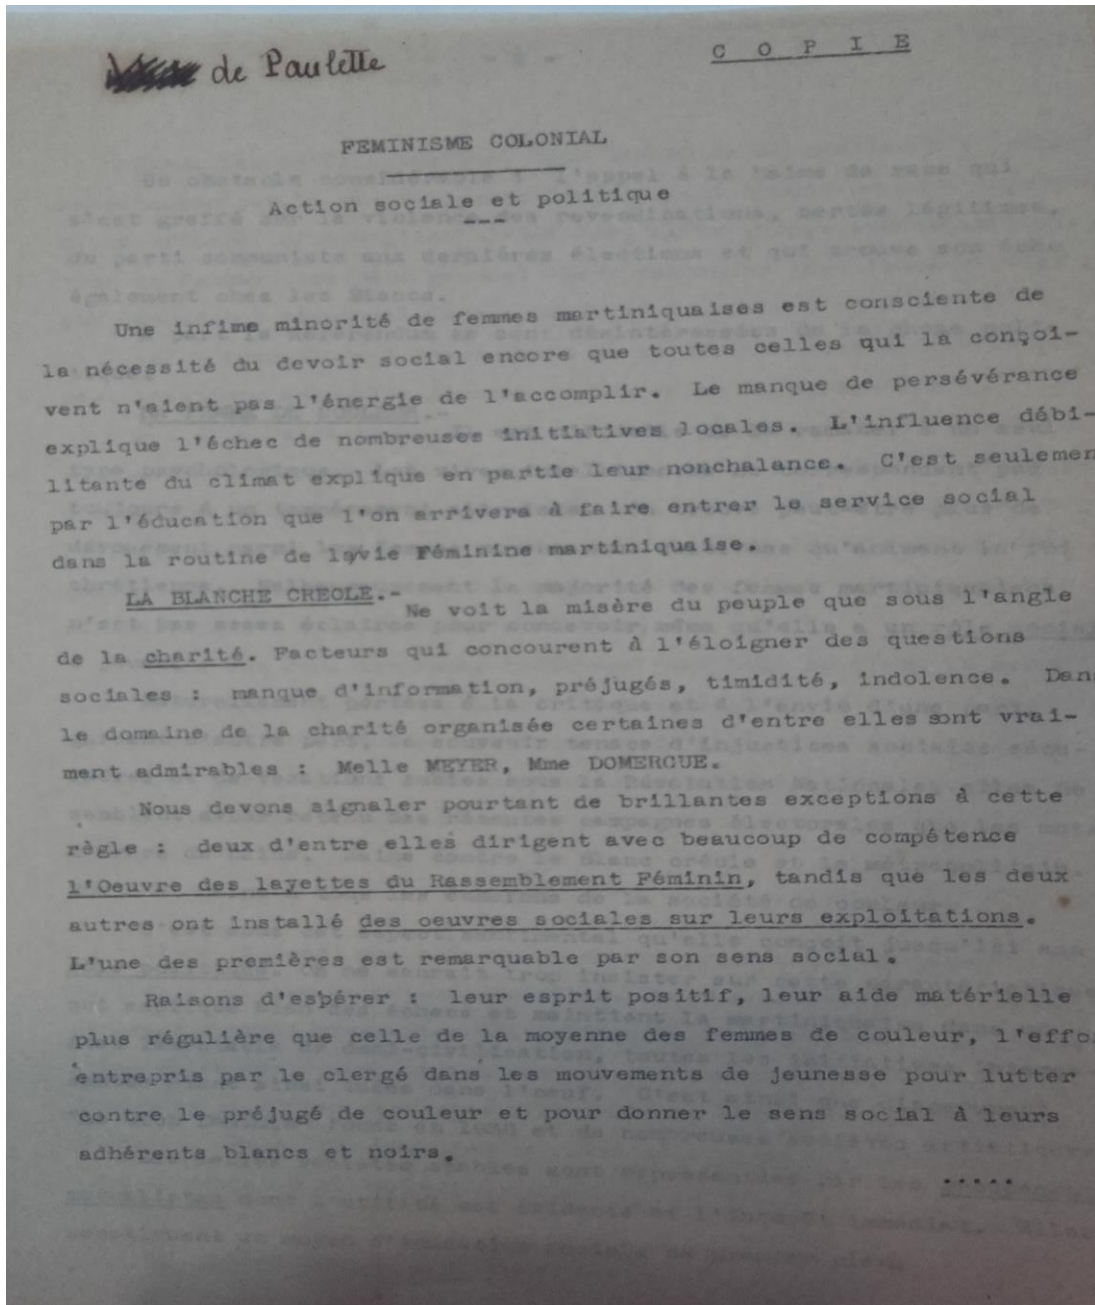 de Paulette
C O P I E
FEMINISME COLONIAL
Action sociale et politique
---
Une infime minorité de femmes martiniquaises est consciente de
la nécessité du devoir social encore que toutes celles qui la conçoi-
vent n'aient pas l'énergie de l'accomplir. Le manque de persévérance
explique l'échec de nombreuses initiatives locales. L'influence débi-
litante du climat explique en partie leur nonchalance. C'est seulemen
par l'éducation que l'on arrivera à faire entrer le service social
dans la routine de la vie Féminine martiniquaise.
LA BLANCHE CREOLE.- Ne voit la misère du peuple que sous l'angle
de la charité. Facteurs qui concourent à l'éloigner des questions
sociales : manque d'information, préjugés, timidité, indolence. Dans
le domaine de la charité organisée certaines d'entre elles sont vrai-
ment admirables : Melle MEYER, Mme DOMERGUE.
Nous devons signaler pourtant de brillantes exceptions à cette
règle : deux d'entre elles dirigent avec beaucoup de compétence
l'Oeuvre des layettes du Rassemblement Féminin, tandis que les deux
autres ont installé des oeuvres sociales sur leurs exploitations.
L'une des premières est remarquable par son sens social.
Raisons d'espérer : leur esprit positif, leur aide matérielle
plus régulière que celle de la moyenne des femmes de couleur, l'effo
entrepris par le clergé dans les mouvements de jeunesse pour lutter
contre le préjugé de couleur et pour donner le sens social à leurs
adhérents blancs et noirs.
.....